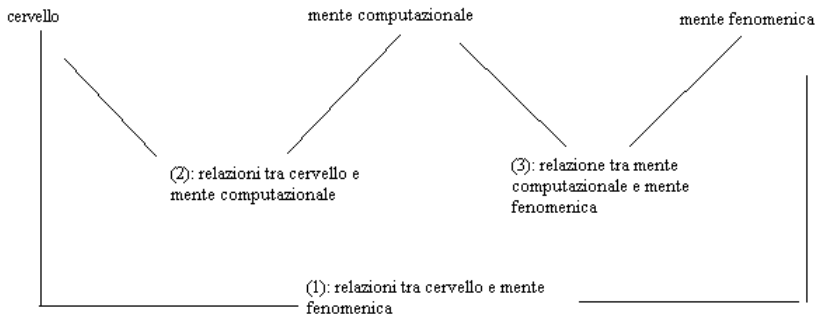 cervello
mente computazionale
mente fenomenica
(2): relazioni tra cervello e
mente computazionale
(3): relazione tra mente
computazionale e mente
fenomenica
(1): relazioni tra cervello e mente
fenomenica